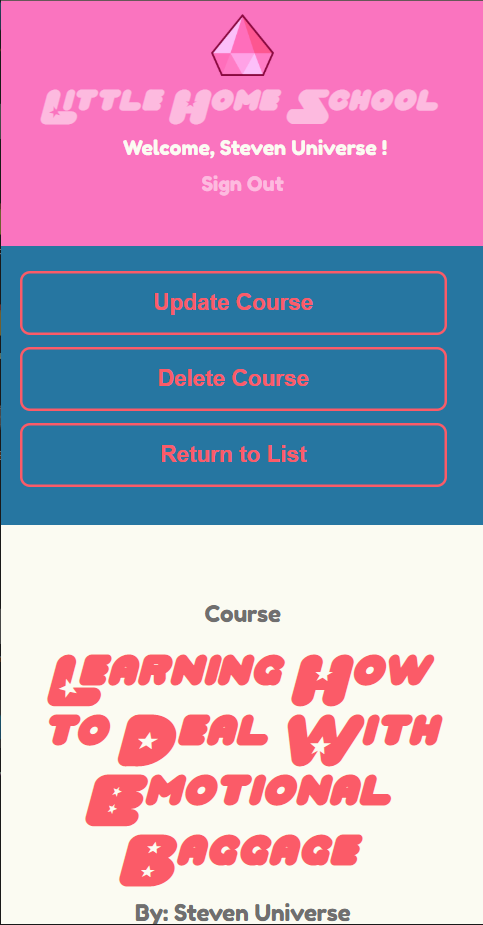 Little Home School
Welcome, Steven Universe !
Sign Out
Update Course
Delete Course
Return to List
Course
Learning How
to Deal With
Emotional
Baggage
By: Steven Universe